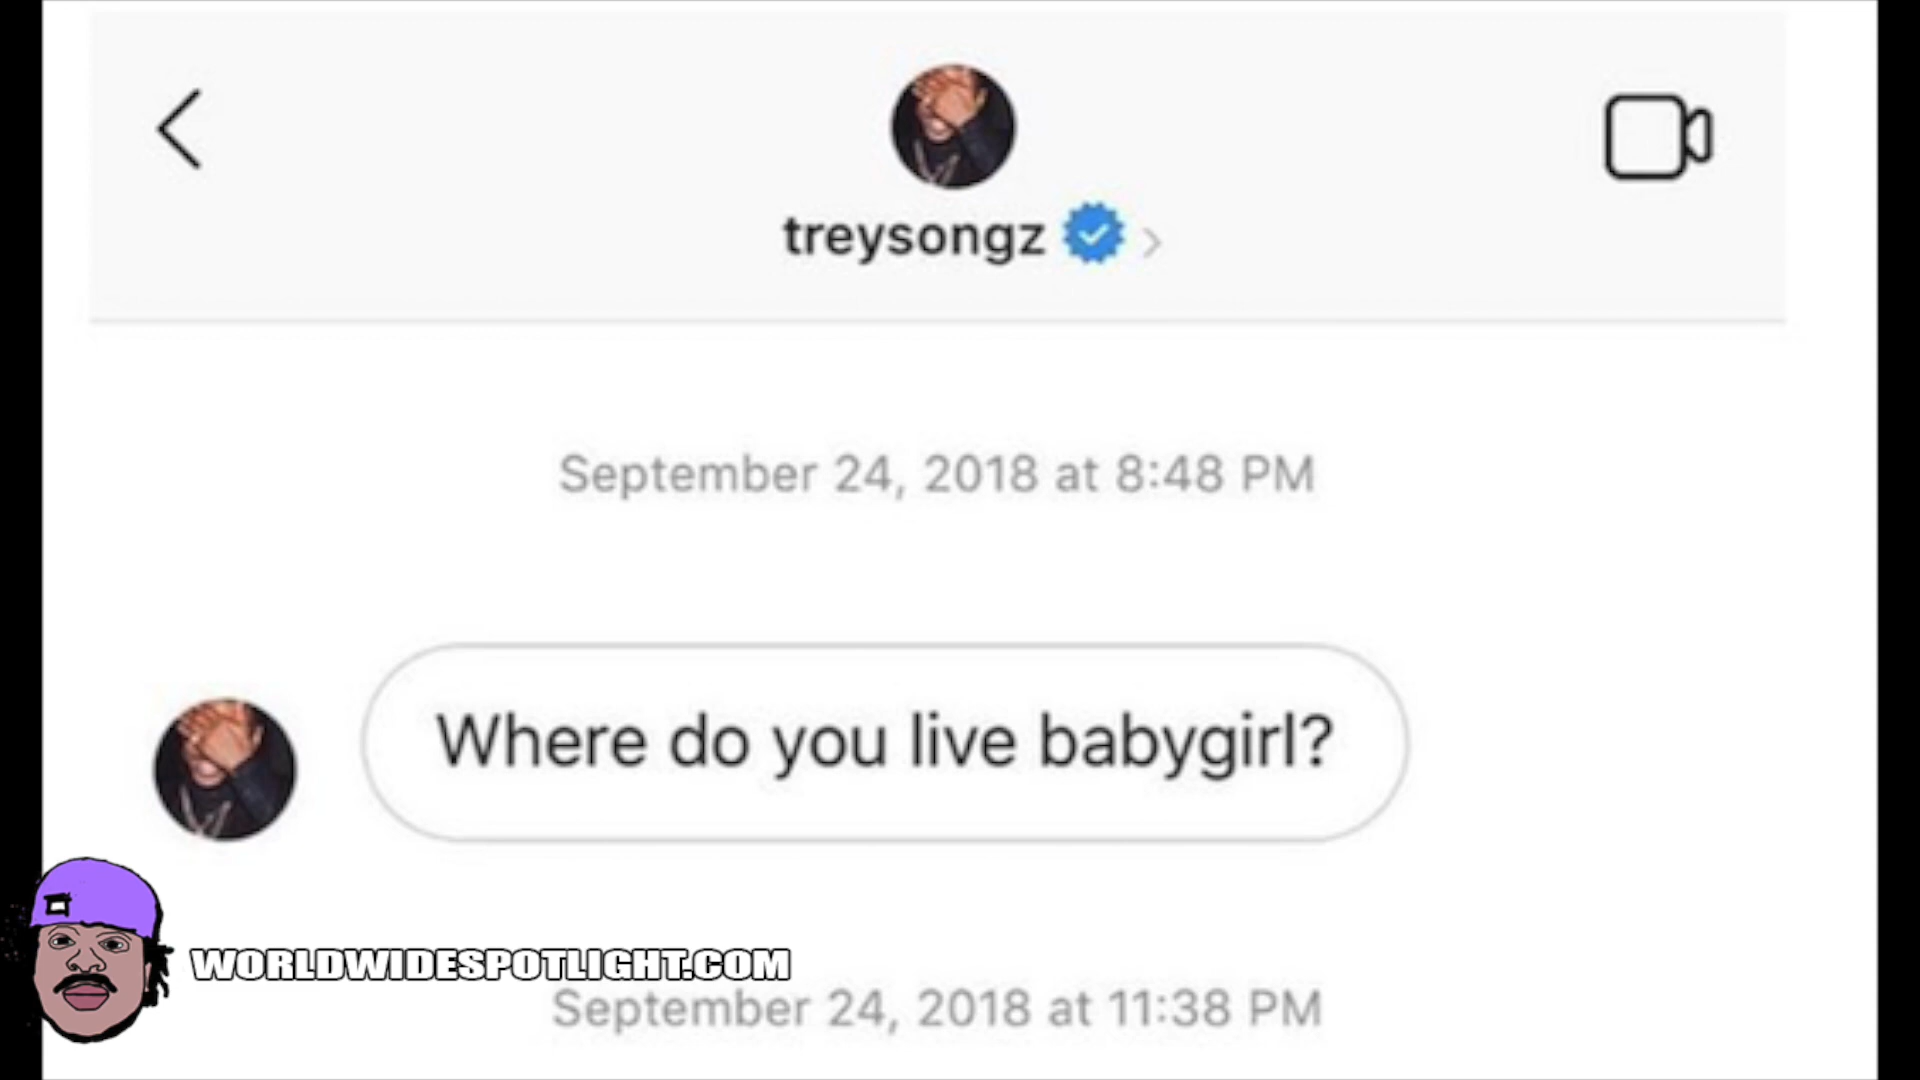 treysongz
September 24, 2018 at 8:48 PM
Where do you live babygirl?
WORLDWIDESPOTLIGHT.COM
September 24, 2018 at 11:38 PM